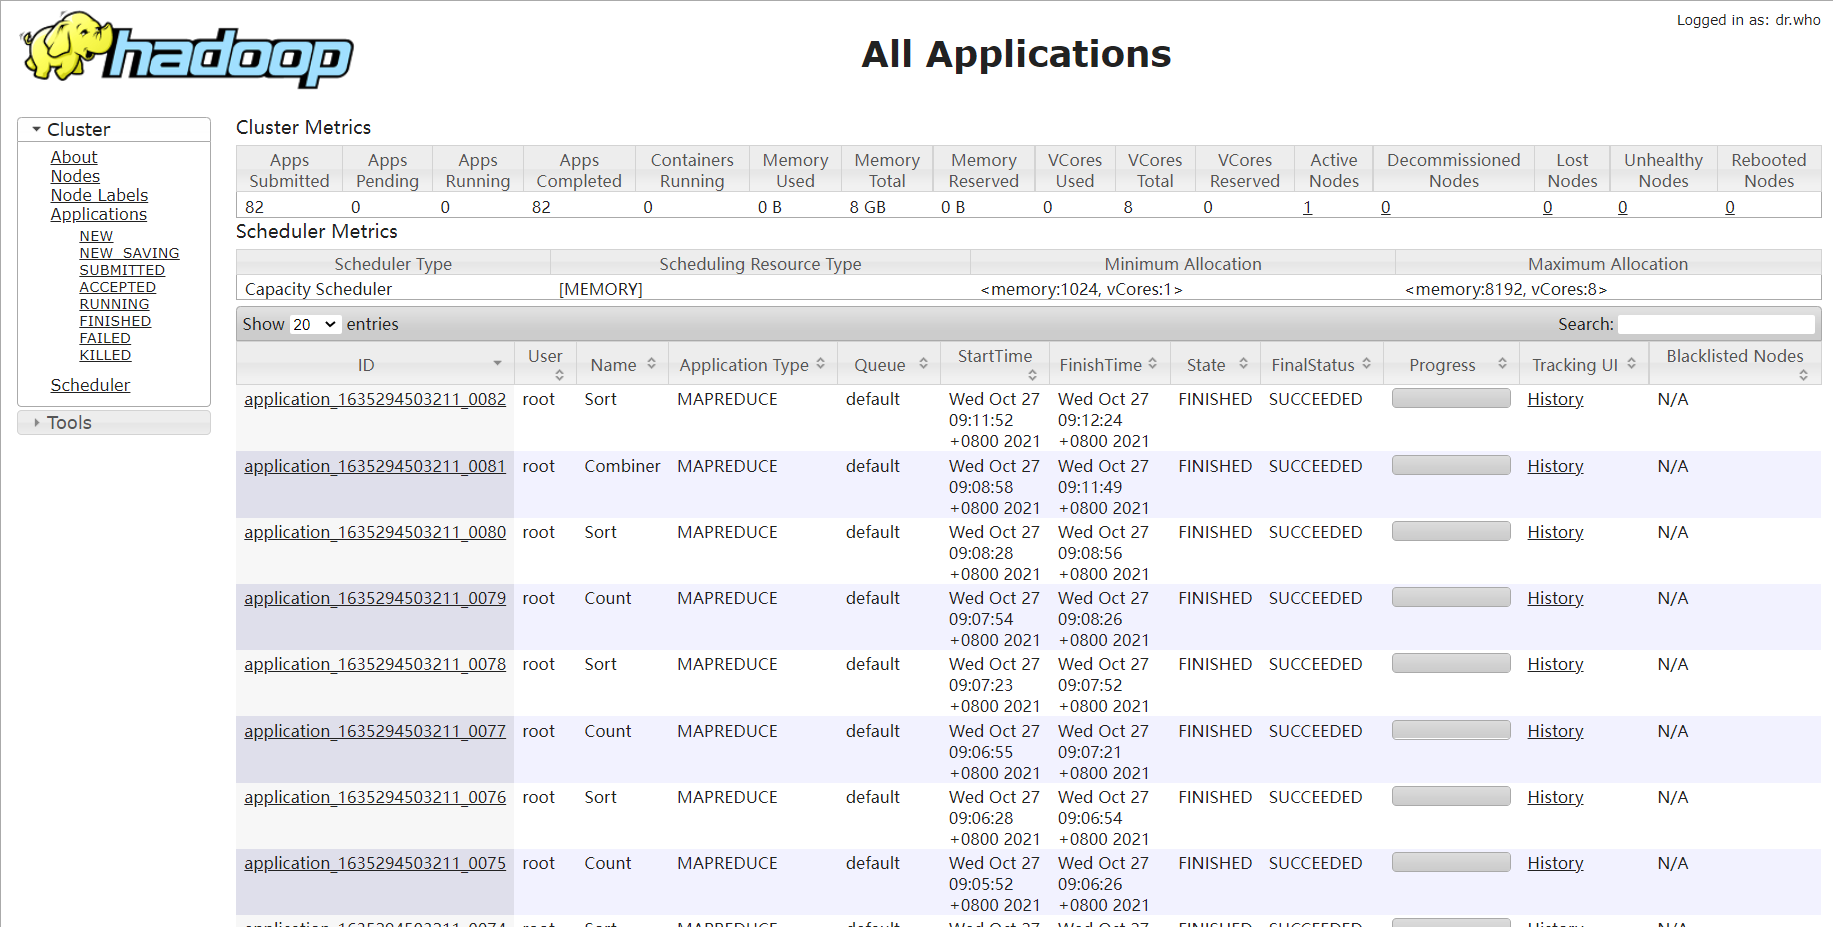 hadoop
Logged in as: dr.who
All Applications
Cluster
About
Nodes
Node Labels
Applications
NEW
NEW_SAVING
SUBMITTED
ACCEPTED
RUNNING
FINISHED
FAILED
KILLED
Scheduler
Tools
Cluster Metrics
Apps Submitted Apps Pending Apps Running Apps Completed Containers Running Memory Used Memory Total Memory Reserved VCores Used VCores Total VCores Reserved Active Nodes Decommissioned Nodes Lost Nodes Unhealthy Nodes Rebooted Nodes
82 0 0 82 0 0 B 8 GB 0 B 0 8 0 1 0 0 0 0
Scheduler Metrics
Scheduler Type Scheduling Resource Type Minimum Allocation Maximum Allocation
Capacity Scheduler [MEMORY] <memory:1024, vCores:1> <memory:8192, vCores:8>
Show 20 entries Search:
ID User Name Application Type Queue StartTime FinishTime State FinalStatus Progress Tracking UI Blacklisted Nodes
application_1635294503211_0082 root Sort MAPREDUCE default Wed Oct 27 Wed Oct 27 FINISHED SUCCEEDED History N/A
09:11:52 09:12:24
+0800 2021 +0800 2021
application_1635294503211_0081 root Combiner MAPREDUCE default Wed Oct 27 Wed Oct 27 FINISHED SUCCEEDED History N/A
09:08:58 09:11:49
+0800 2021 +0800 2021
application_1635294503211_0080 root Sort MAPREDUCE default Wed Oct 27 Wed Oct 27 FINISHED SUCCEEDED History N/A
09:08:28 09:08:56
+0800 2021 +0800 2021
application_1635294503211_0079 root Count MAPREDUCE default Wed Oct 27 Wed Oct 27 FINISHED SUCCEEDED History N/A
09:07:54 09:08:26
+0800 2021 +0800 2021
application_1635294503211_0078 root Sort MAPREDUCE default Wed Oct 27 Wed Oct 27 FINISHED SUCCEEDED History N/A
09:07:23 09:07:52
+0800 2021 +0800 2021
application_1635294503211_0077 root Count MAPREDUCE default Wed Oct 27 Wed Oct 27 FINISHED SUCCEEDED History N/A
09:06:55 09:07:21
+0800 2021 +0800 2021
application_1635294503211_0076 root Sort MAPREDUCE default Wed Oct 27 Wed Oct 27 FINISHED SUCCEEDED History N/A
09:06:28 09:06:54
+0800 2021 +0800 2021
application_1635294503211_0075 root Count MAPREDUCE default Wed Oct 27 Wed Oct 27 FINISHED SUCCEEDED History N/A
09:05:52 09:06:26
+0800 2021 +0800 2021